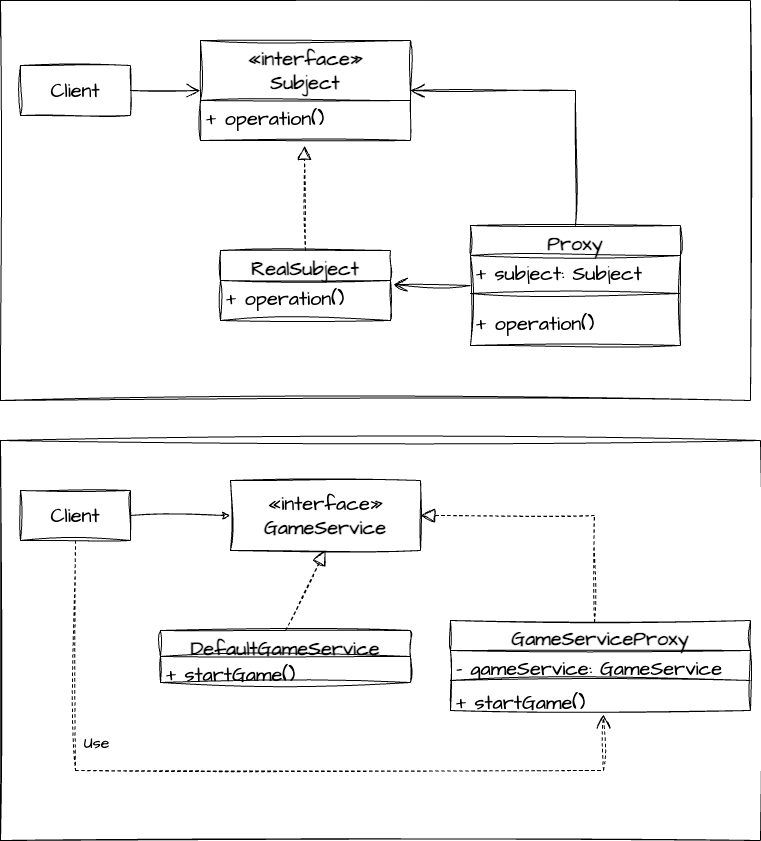 «interface»
Subject
Client
+ operation()
Proxy
RealSubject
+ subject: Subject
+ operation()
+ operation()
«interface»
Client
GameService
DefaultGameService
GameServiceProxy
+ startGame()
- gameService: GameService
+ startGame()
Use